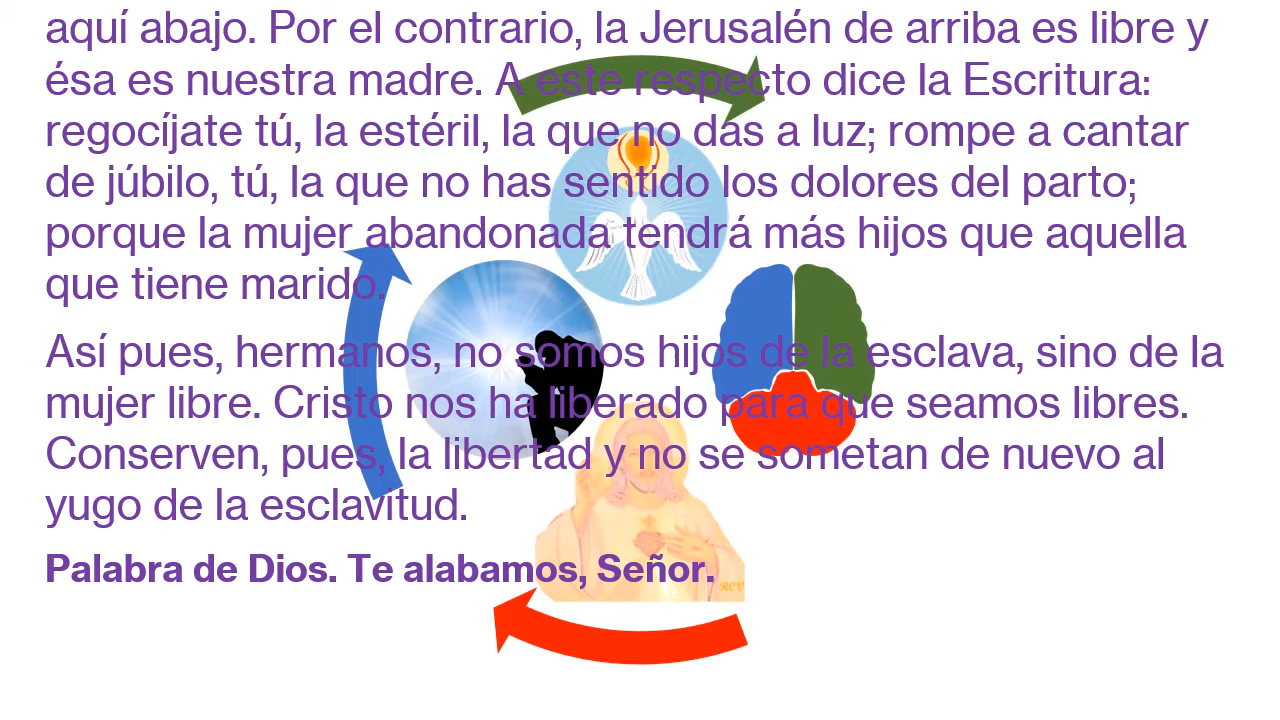 aquí abajo. Por el contrario, la Jerusalén de arriba es libre y
ésa es nuestra madre. A este respecto dice la Escritura:
regocíjate tú, la estéril, la que no das a luz; rompe a cantar
de júbilo, tú, la que no has sentido los dolores del parto;
porque la mujer abandonada tendrá más hijos que aquella
que tiene marido.
Así pues, hermanos, no somos hijos de la esclava, sino de la
mujer libre. Cristo nos ha liberado para que seamos libres.
Conserven, pues, la libertad y no se sometan de nuevo al
yugo de la esclavitud.
Palabra de Dios. Te alabamos, Señor.